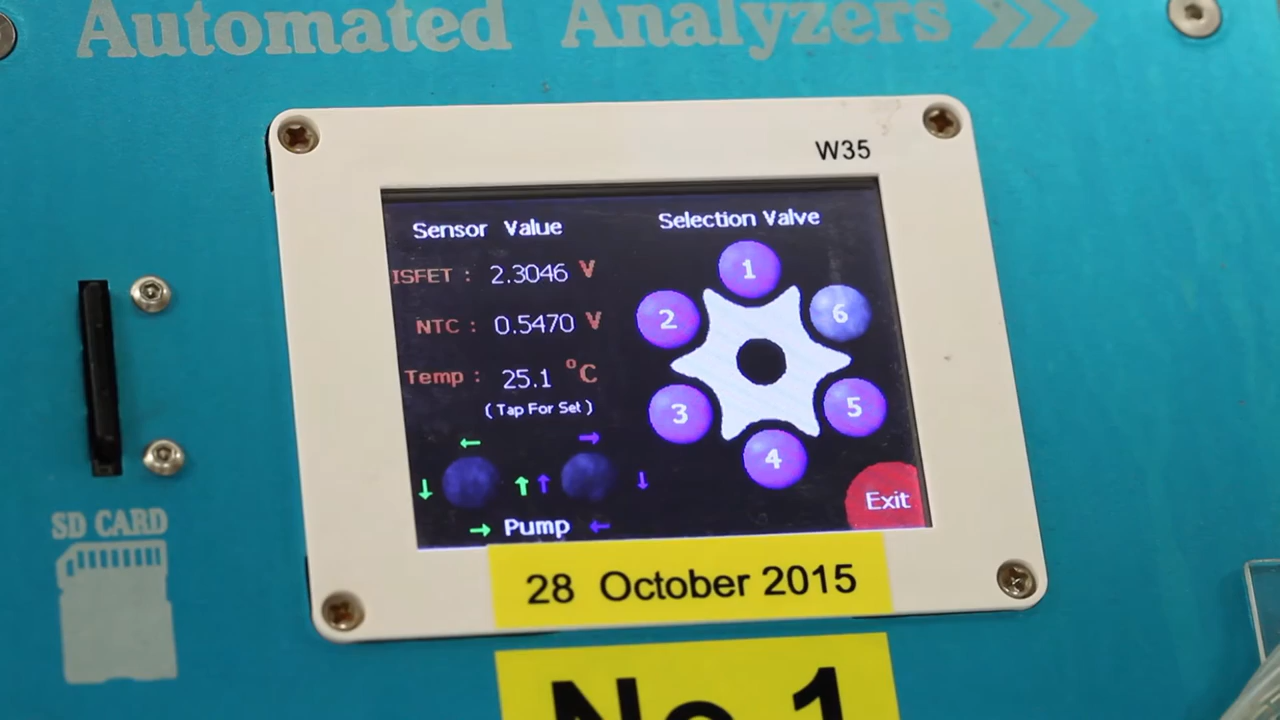 Automated Analyzers
W35
Sensor Value
Selection Valve
ISFET : 2.3046 V
NTC : 0.5470 V
Temp : 25.1 °C
( Tap For Set )
1
2
3
4
5
6
Pump
Exit
SD CARD
28 October 2015
No.1